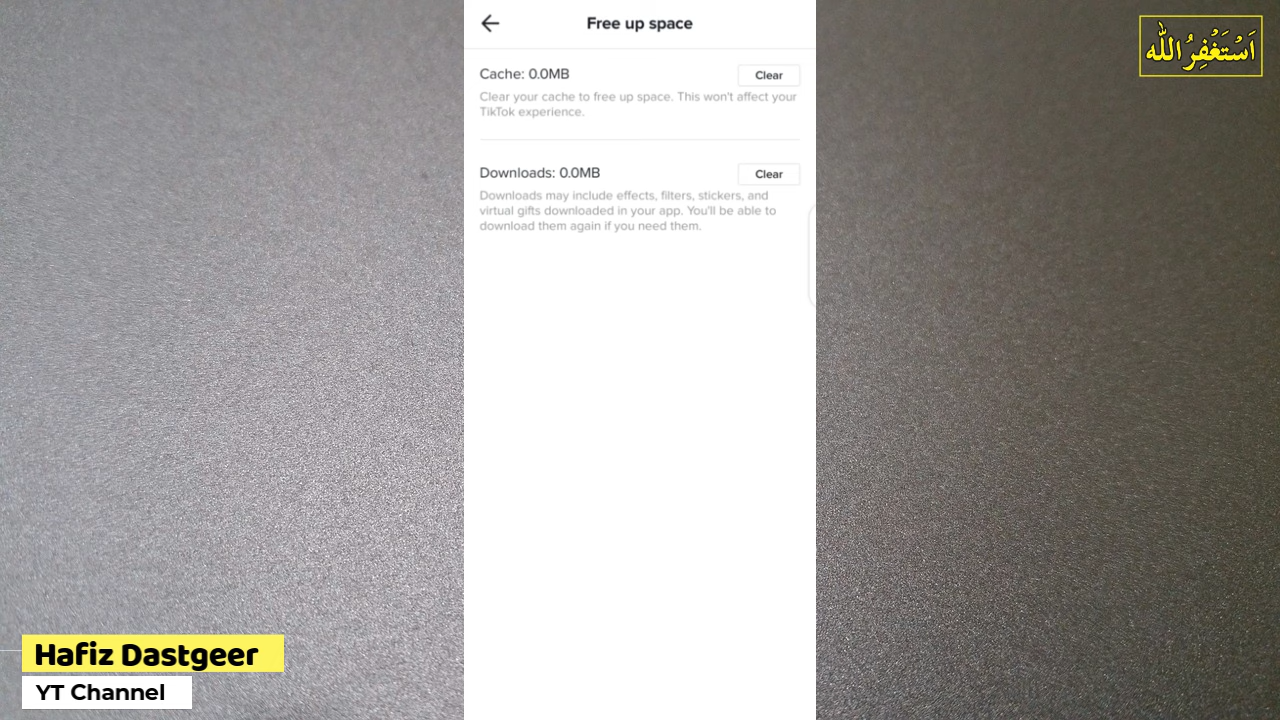 Free up space
اَسْتَغْفِرُ اللّٰه
Cache: 0.0MB
Clear
Clear your cache to free up space. This won't affect your
TikTok experience.
Downloads: 0.0MB
Clear
Downloads may include effects, filters, stickers, and
virtual gifts downloaded in your app. You'll be able to
download them again if you need them.
Hafiz Dastgeer
YT Channel